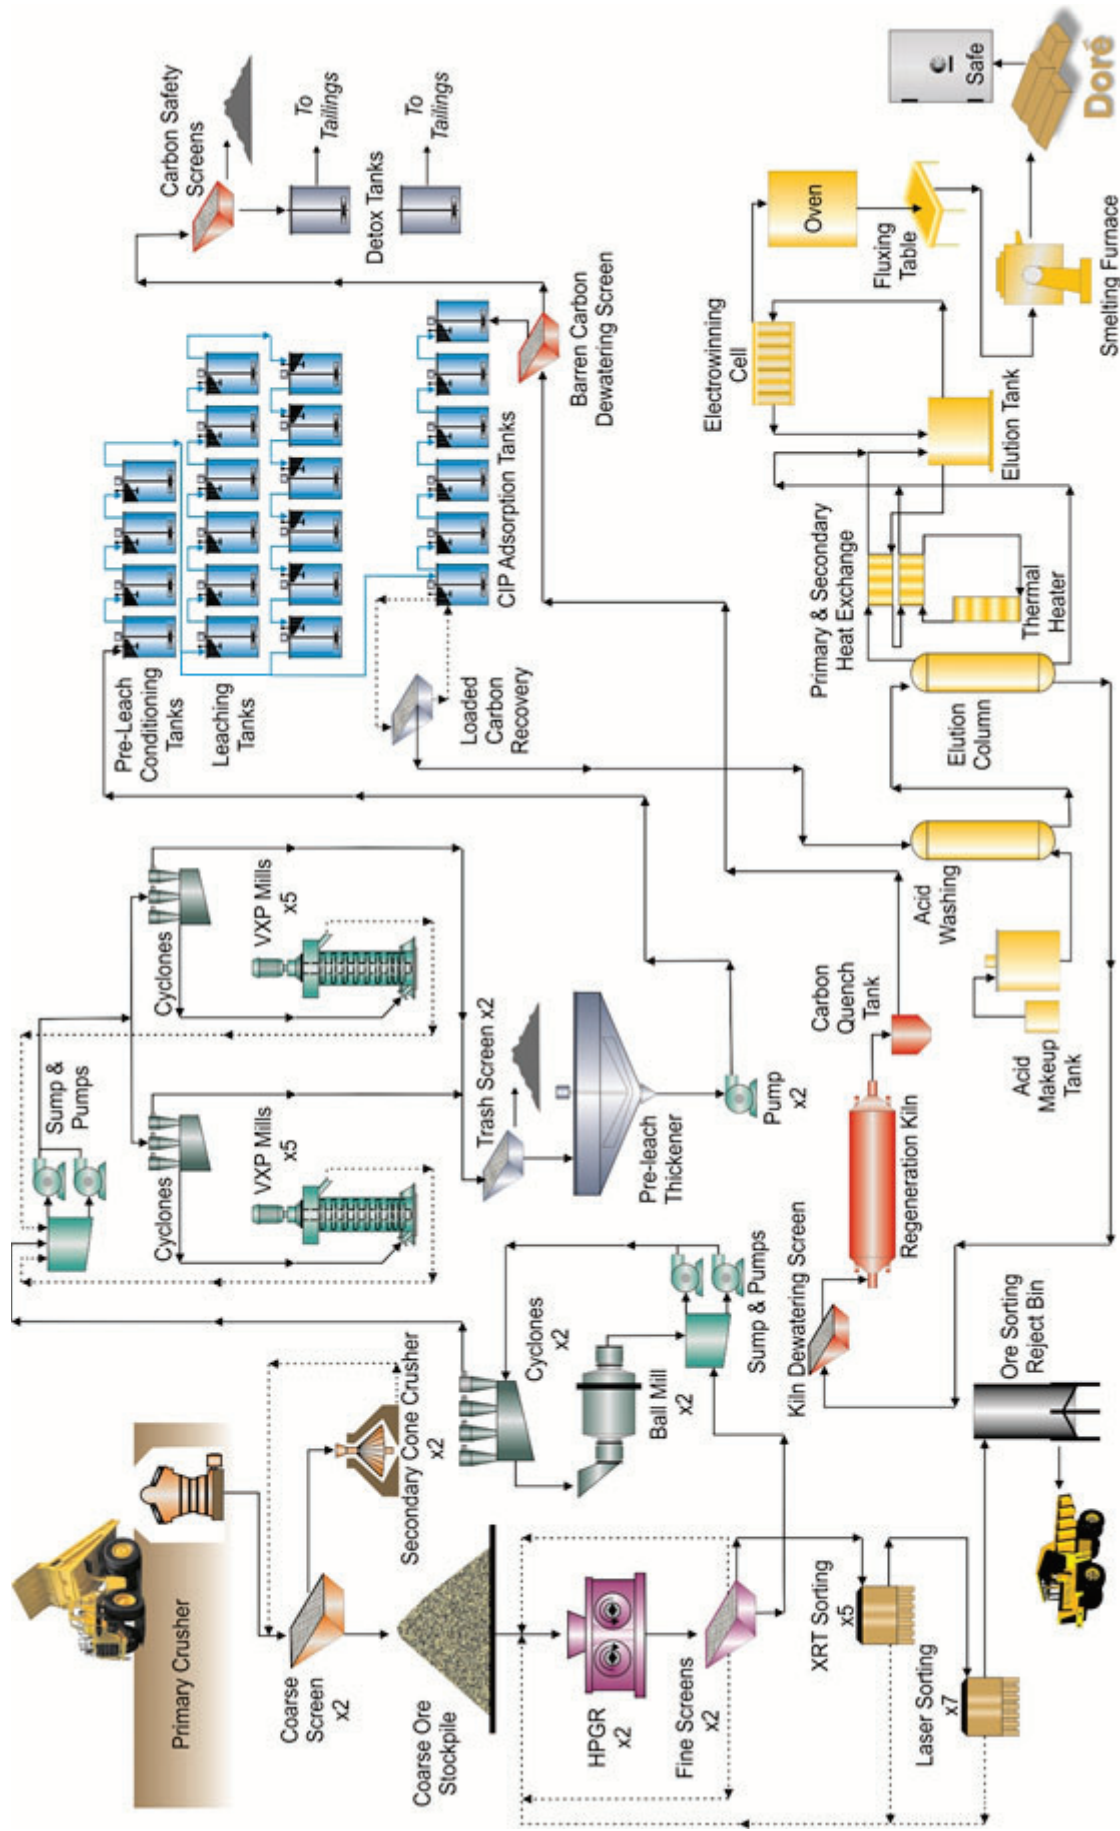 Primary Crusher
Coarse
Screen
x2
Secondary Cone Crusher
x2
Coarse Ore
Stockpile
HPGR
x2
Fine Screens
x2
XRT Sorting
x5
Laser Sorting
x7
Ore Sorting
Reject Bin
Cyclones
x2
Ball Mill
x2
Sump & Pumps
Sump &
Pumps
Cyclones
VXP Mills
x5
Cyclones
VXP Mills
x5
Trash Screen x2
Pre-leach
Thickener
Pump
x2
Pre-Leach
Conditioning
Tanks
Leaching
Tanks
CIP Adsorption Tanks
Loaded
Carbon
Recovery
Barren Carbon
Dewatering Screen
Carbon Safety
Screens
To
Tailings
To
Tailings
Detox Tanks
Kiln Dewatering Screen
Regeneration Kiln
Carbon
Quench
Tank
Acid
Makeup
Tank
Acid
Washing
Elution
Column
Primary & Secondary
Heat Exchange
Thermal
Heater
Elution Tank
Electrowinning
Cell
Oven
Fluxing
Table
Smelting Furnace
Doré
Safe